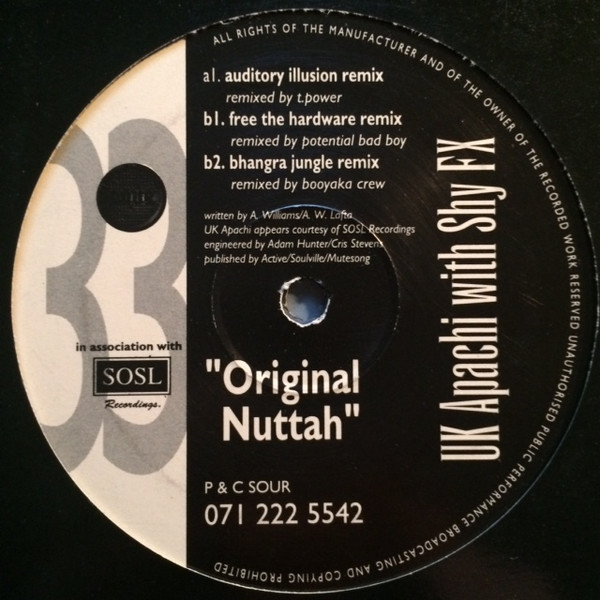 ALL RIGHTS OF THE MANUFACTURER AND OF THE OWNER OF THE RECORDED WORK RESERVED UNAUTHORISED PUBLIC PERFORMANCE BROADCASTING AND COPYING PROHIBITED
a1. auditory illusion remix
remixed by t.power
b1. free the hardware remix
remixed by potential bad boy
b2. bhangra jungle remix
remixed by booyaka crew
written by A. Williams/A. W. Lafta
UK Apachi appears courtesy of SOSL Recordings
engineered by Adam Hunter/Cris Stevens
published by Active/Soulville/Mutesong
UK Apachi with Shy FX
33
in association with
SOSL
Recordings.
"Original
Nuttah"
P & C SOUR
071 222 5542